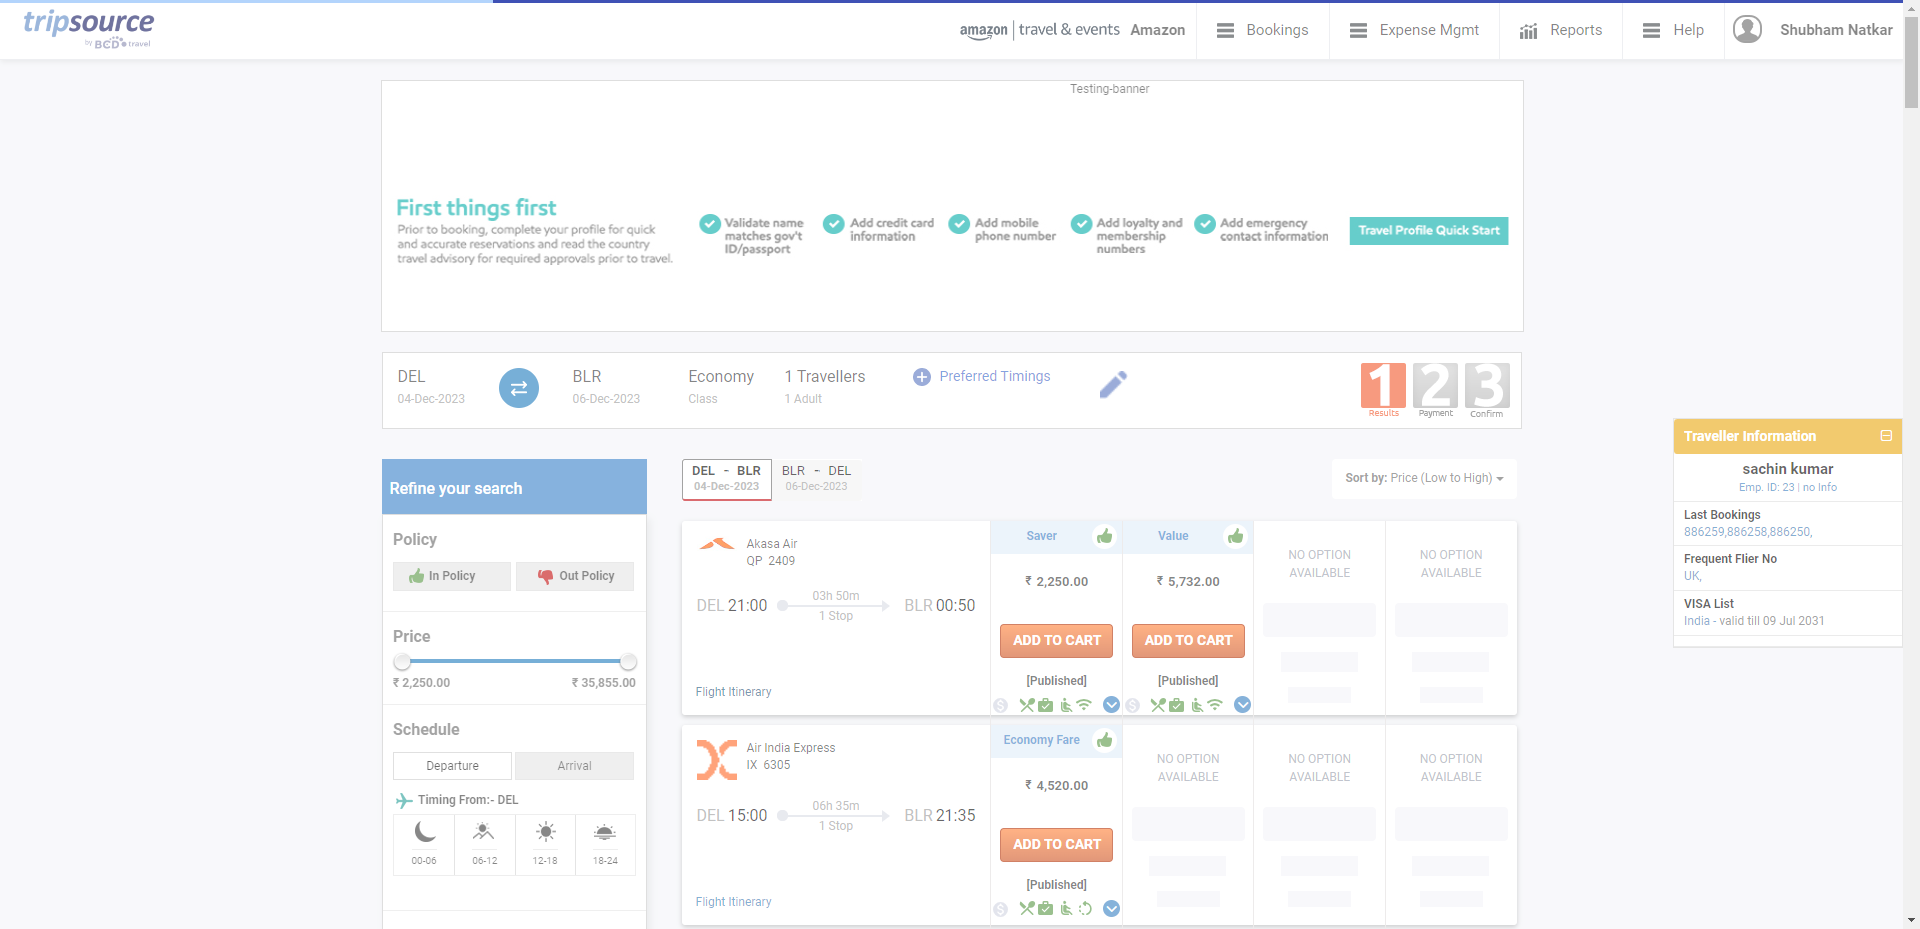 tripsource
by BCD travel
amazon travel & events Amazon
Bookings
Expense Mgmt
Reports
Help
Shubham Natkar
Testing-banner
First things first
Prior to booking, complete your profile for quick
and accurate reservations and read the country
travel advisory for required approvals prior to travel.
Validate name
matches gov't
ID/passport
Add credit card
information
Add mobile
phone number
Add loyalty and
membership
numbers
Add emergency
contact information
Travel Profile Quick Start
DEL
04-Dec-2023
BLR
06-Dec-2023
Economy
Class
1 Travellers
1 Adult
Preferred Timings
1
Results
2
Payment
3
Confirm
Traveller Information
sachin kumar
Emp. ID: 23 | no Info
Last Bookings
886259,886258,886250,
Frequent Flier No
UK,
VISA List
India - valid till 09 Jul 2031
Refine your search
Policy
In Policy
Out Policy
Price
₹ 2,250.00
₹ 35,855.00
Schedule
Departure
Arrival
Timing From:- DEL
00-06
06-12
12-18
18-24
DEL - BLR
04-Dec-2023
BLR - DEL
06-Dec-2023
Sort by: Price (Low to High)
Akasa Air
QP 2409
DEL 21:00
03h 50m
1 Stop
BLR 00:50
Flight Itinerary
Saver
₹ 2,250.00
ADD TO CART
[Published]
Value
₹ 5,732.00
ADD TO CART
[Published]
NO OPTION
AVAILABLE
NO OPTION
AVAILABLE
Air India Express
IX 6305
DEL 15:00
06h 35m
1 Stop
BLR 21:35
Flight Itinerary
Economy Fare
₹ 4,520.00
ADD TO CART
[Published]
NO OPTION
AVAILABLE
NO OPTION
AVAILABLE
NO OPTION
AVAILABLE